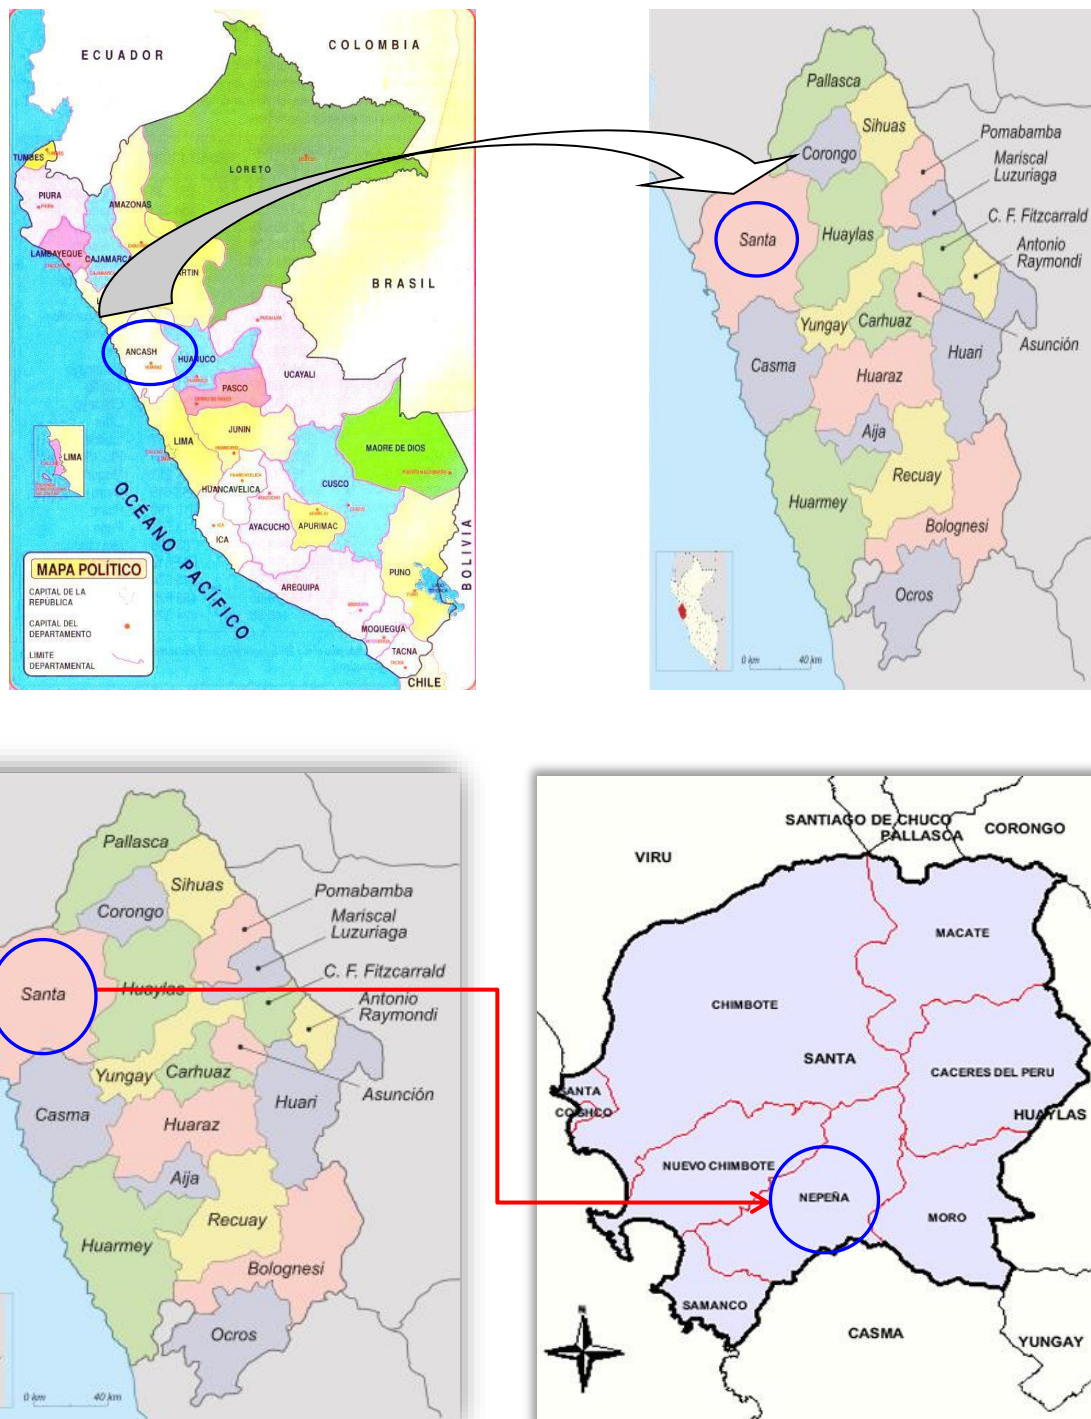 ECUADOR
COLOMBIA
TUMBES
LORETO
PIURA
AMAZONAS
LAMBAYEQUE
CAJAMARCA
BRASIL
ANCASH
HUARAZ
HUANUCO
UCAYALI
PASCO
LIMA
JUNIN
MADRE DE DIOS
LIMA
HUANCAVELICA
CUSCO
AYACUCHO
APURIMAC
ICA
OCÉANO PACÍFICO
BOLIVIA
AREQUIPA
PUNO
MOQUEGUA
TACNA
CHILE
MAPA POLÍTICO
CAPITAL DE LA
REPÚBLICA
CAPITAL DEL
DEPARTAMENTO
LIMITE
DEPARTAMENTAL
Pallasca
Sihuas
Pomabamba
Corongo
Mariscal
Luzuriaga
C. F. Fitzcarrald
Santa
Huaylas
Antonio
Raymondi
Yungay
Carhuaz
Asunción
Casma
Huari
Huaraz
Aija
Recuay
Huarmey
Bolognesi
Ocros
0 km
40 km
Pallasca
Sihuas
Pomabamba
Corongo
Mariscal
Luzuriaga
C. F. Fitzcarrald
Santa
Huaylas
Antonio
Raymondi
Yungay
Carhuaz
Asunción
Casma
Huari
Huaraz
Aija
Recuay
Huarmey
Bolognesi
Ocros
0 km
40 km
SANTIAGO DE CHUCO
PALLASCA
CORONGO
VIRU
MACATE
CHIMBOTE
SANTA
CACERES DEL PERU
SANTA
COISHCO
HUAYLAS
NUEVO CHIMBOTE
NEPEÑA
MORO
SAMANCO
N
CASMA
YUNGAY